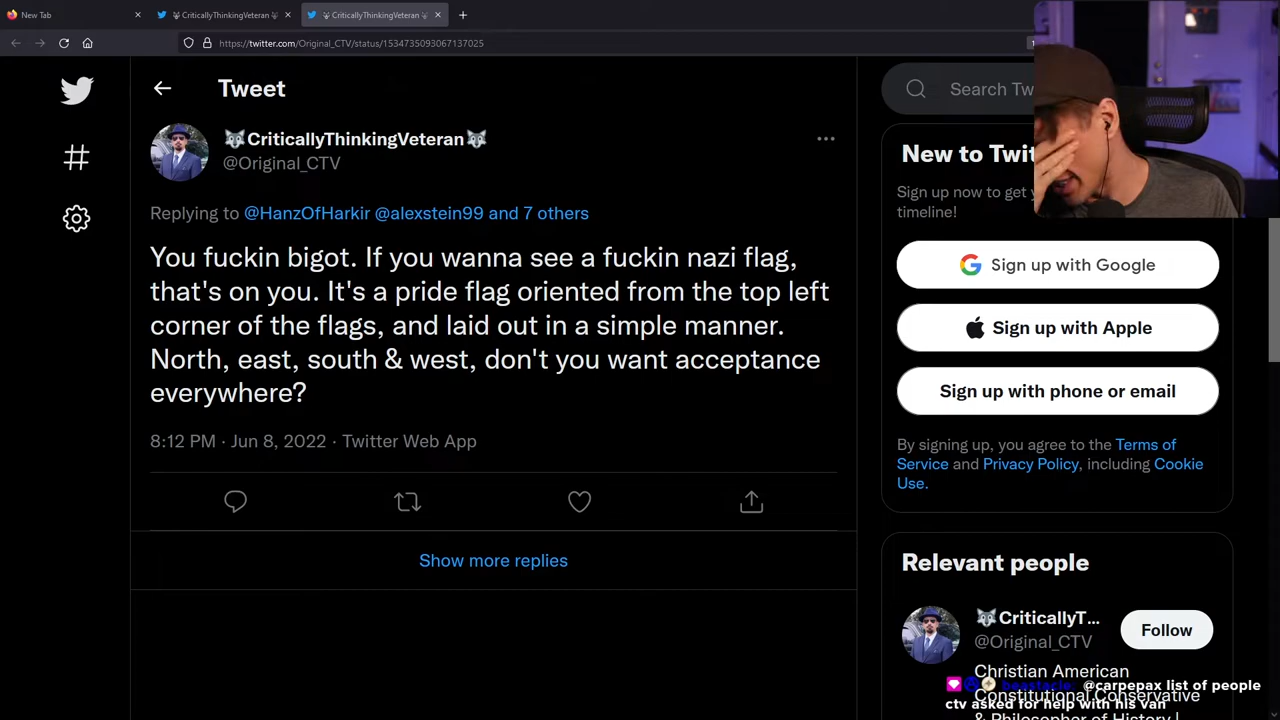 New Tab
CriticallyThinkingVeteran
CriticallyThinkingVeteran
https://twitter.com/Original_CTV/status/1534735093067137025
Tweet
Search Tw
🐺CriticallyThinkingVeteran🐺
@Original_CTV
Replying to @HanzOfHarkir @alexstein99 and 7 others
You fuckin bigot. If you wanna see a fuckin nazi flag,
that's on you. It's a pride flag oriented from the top left
corner of the flags, and laid out in a simple manner.
North, east, south & west, don't you want acceptance
everywhere?
8:12 PM · Jun 8, 2022 · Twitter Web App
Show more replies
New to Twit
Sign up now to get
timeline!
Sign up with Google
Sign up with Apple
Sign up with phone or email
By signing up, you agree to the Terms of
Service and Privacy Policy, including Cookie
Use.
Relevant people
🐺CriticallyT...
@Original_CTV
Follow
Christian American
Constitutional Conservative
& Philosopher of History |
beastacle @carpepax list of people
ctv asked for help with his van